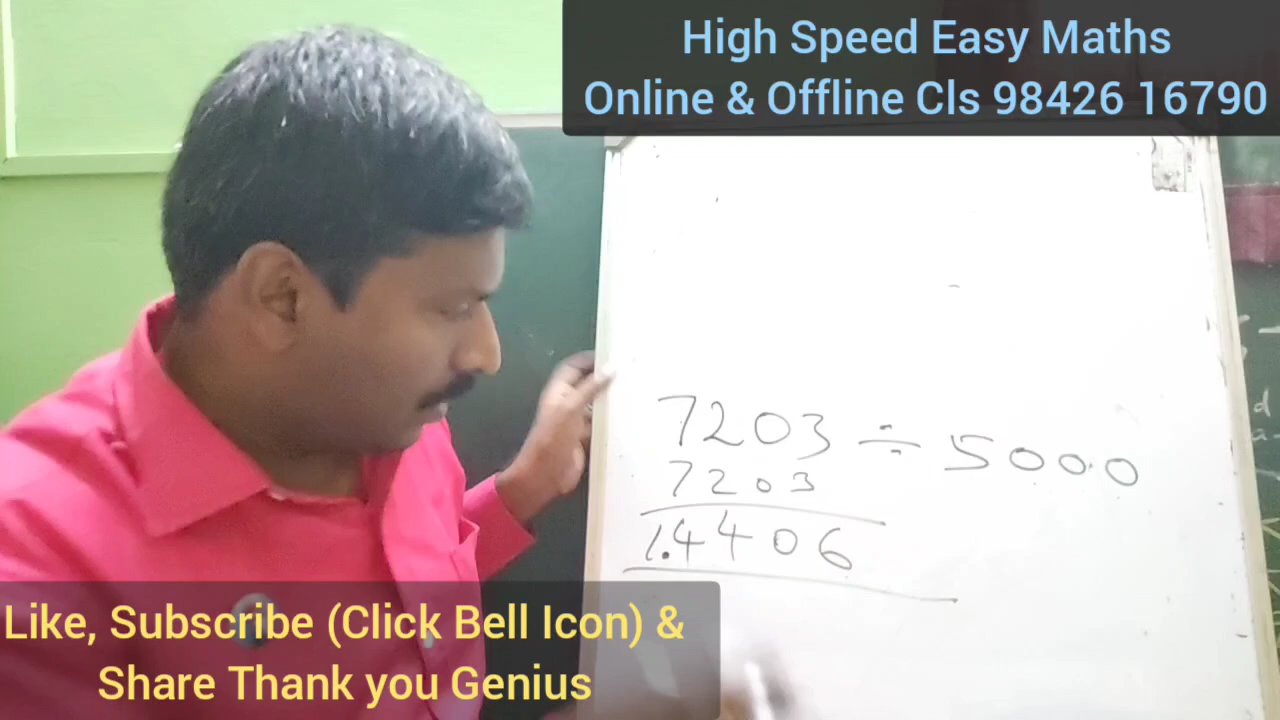 High Speed Easy Maths
Online & Offline Cls 98426 16790
7203 ÷ 5000
7203
1.4406
Like, Subscribe (Click Bell Icon) &
Share Thank you Genius